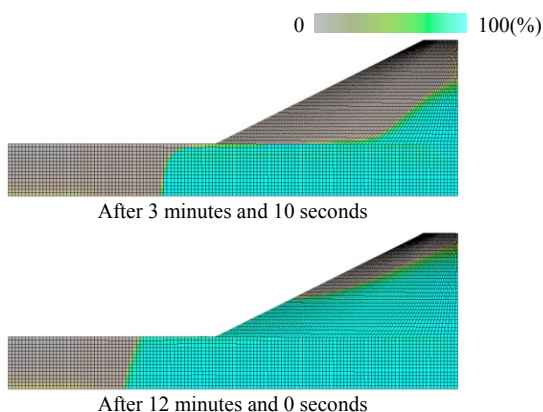 0 100(%)
After 3 minutes and 10 seconds
After 12 minutes and 0 seconds